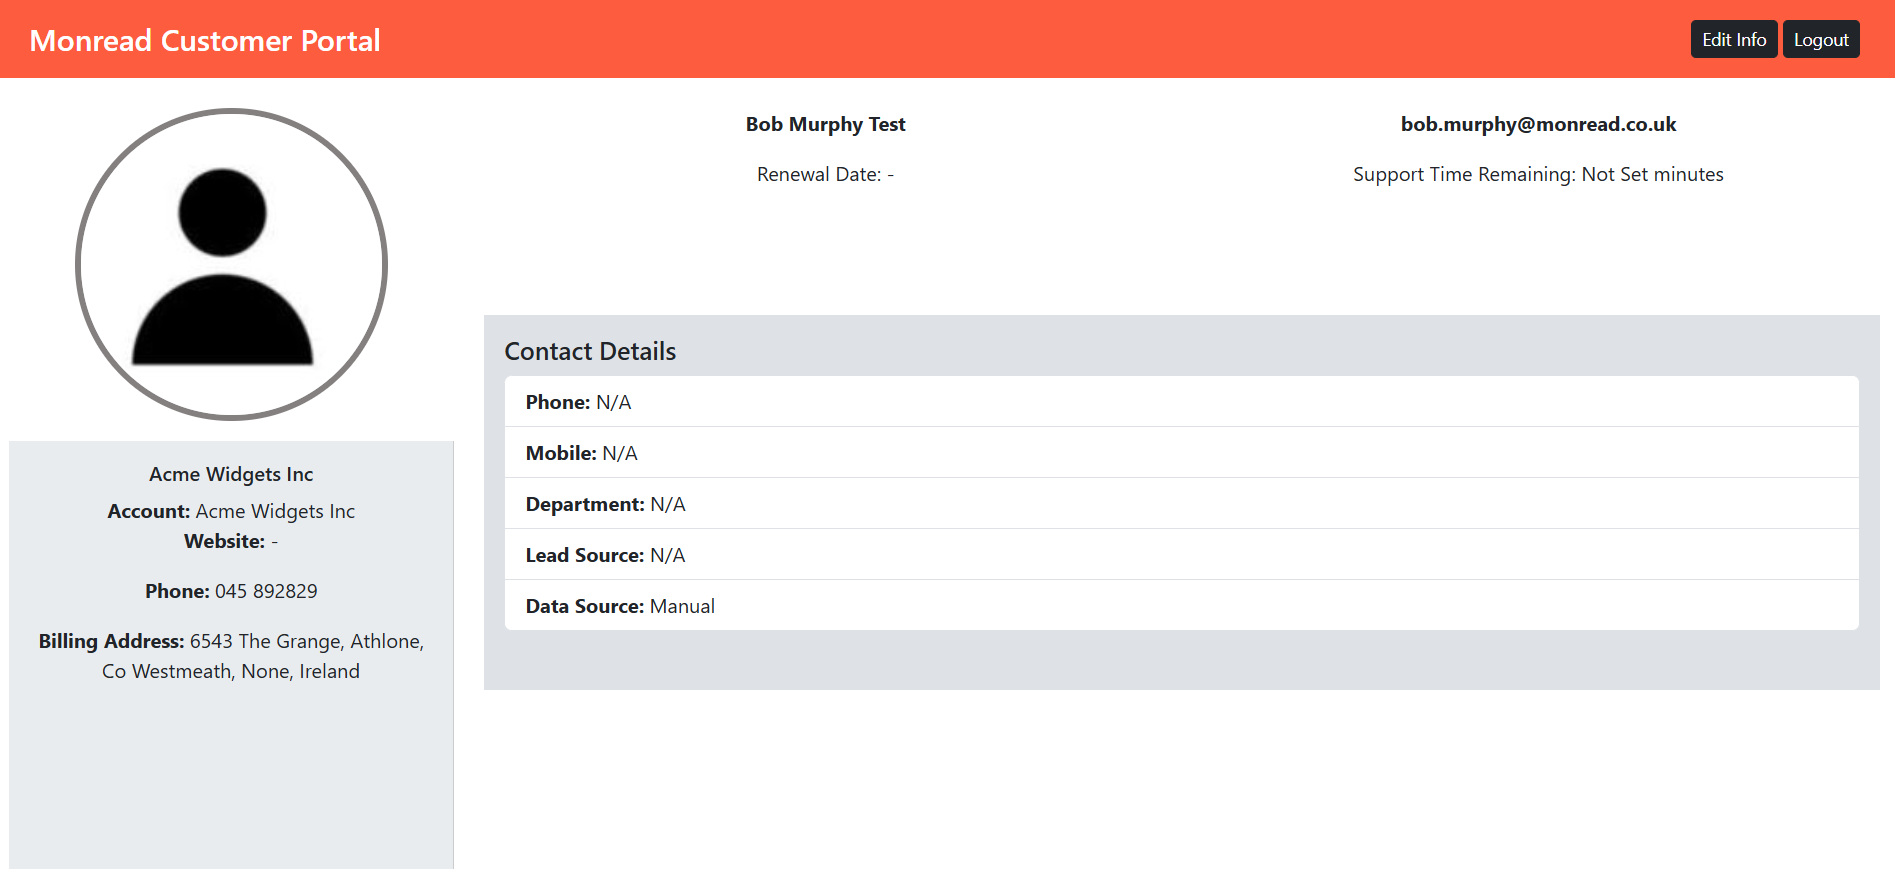 Monread Customer Portal
Edit Info
Logout
Bob Murphy Test
bob.murphy@monread.co.uk
Renewal Date: -
Support Time Remaining: Not Set minutes
Acme Widgets Inc
Account: Acme Widgets Inc
Website: -
Phone: 045 892829
Billing Address: 6543 The Grange, Athlone,
Co Westmeath, None, Ireland
Contact Details
Phone: N/A
Mobile: N/A
Department: N/A
Lead Source: N/A
Data Source: Manual